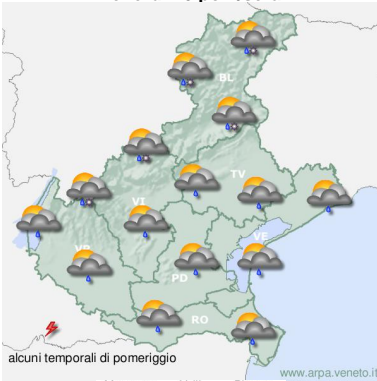 BL
TV
VI
VE
VR
PD
RO
alcuni temporali di pomeriggio
www.arpa.veneto.it